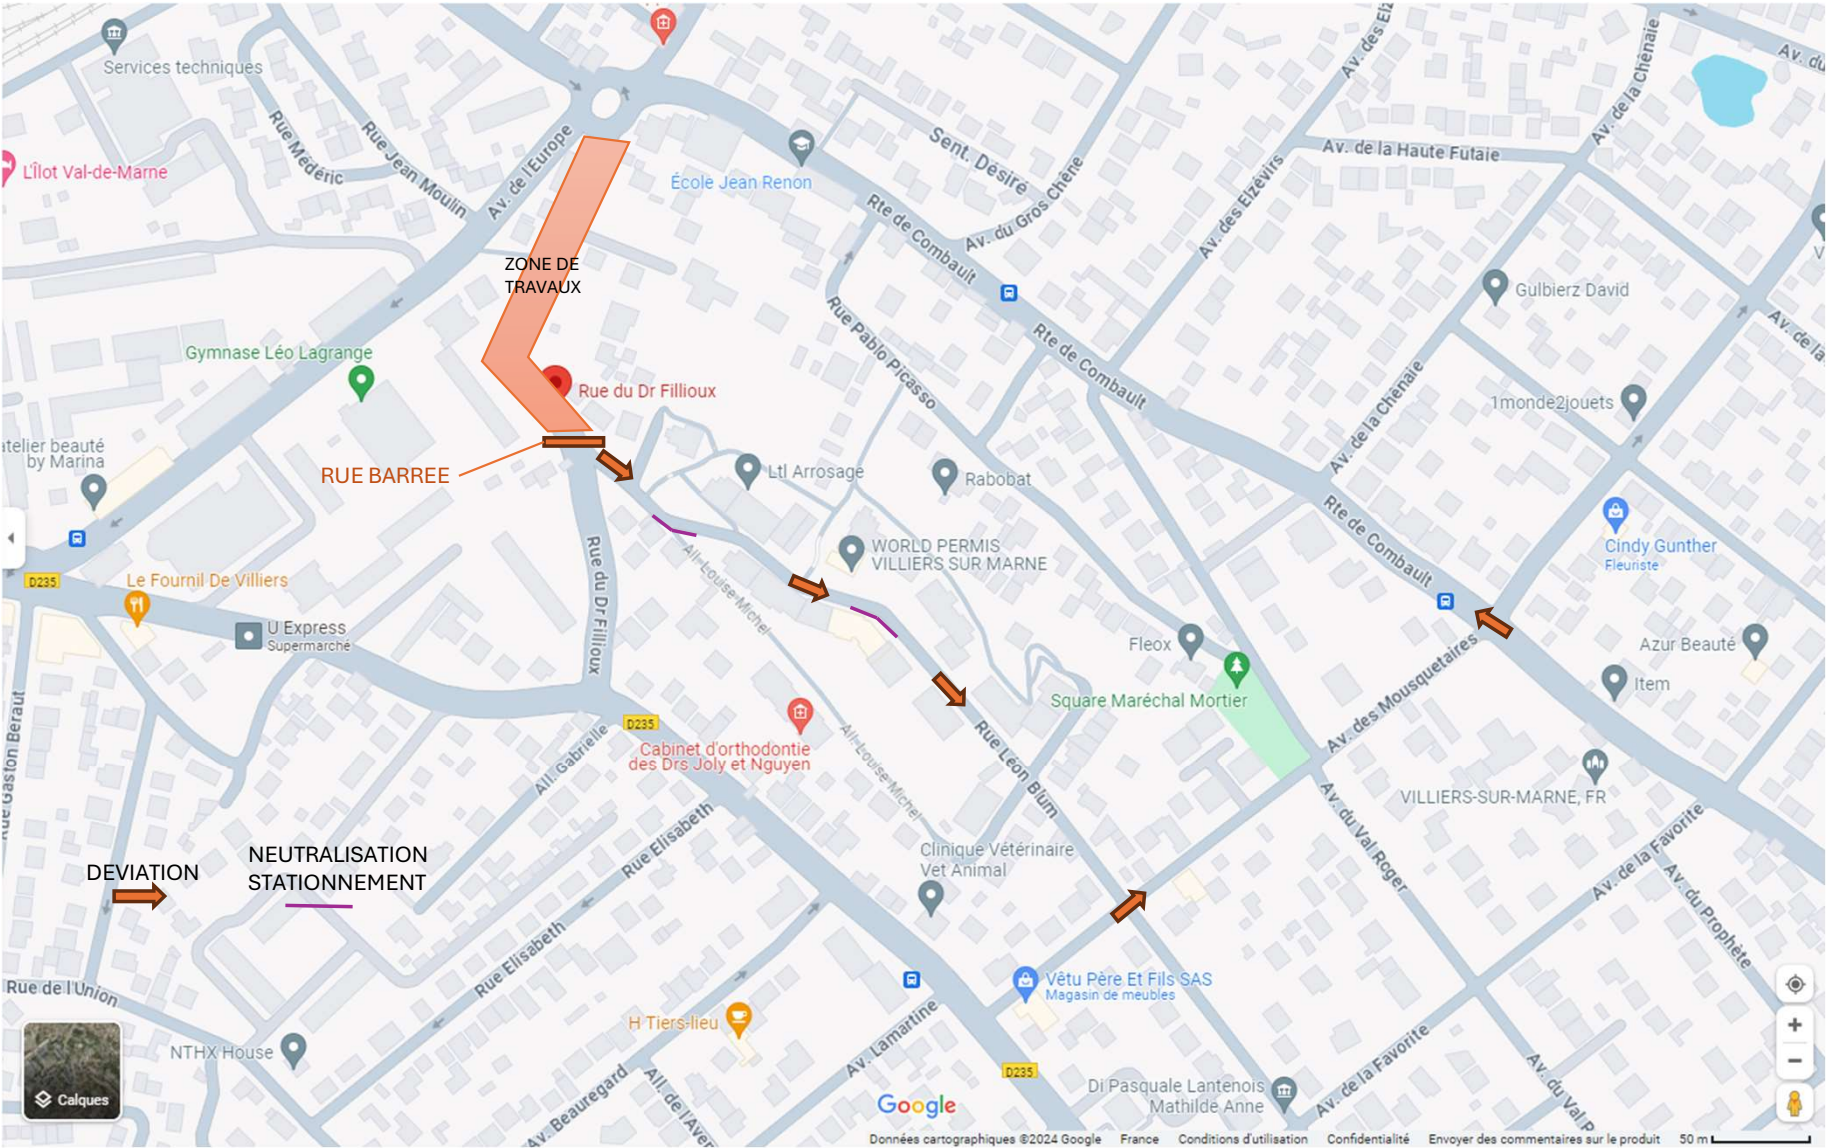 Services techniques
Rue Médéric
Rue Jean Moulin
L'Îlot Val-de-Marne
Av. de l'Europe
École Jean Renon
Sent. Désiré
Av. du Gros Chêne
Rte de Combault
Av. des Elzévirs
Av. des Elz
Av. de la Haute Futaie
Av. de la Chênaie
Av. du
ZONE DE
TRAVAUX
Gulbierz David
V
Av. de la
Rue Pablo Picasso
Rte de Combault
Gymnase Léo Lagrange
Rue du Dr Fillioux
Av. de la Chênaie
1monde2jouets
atelier beauté
by Marina
RUE BARREE
Ltl Arrosage
Rabobat
Rte de Combault
WORLD PERMIS
VILLIERS SUR MARNE
Cindy Gunther
Fleuriste
D235
Le Fournil De Villiers
U Express
Supermarché
Rue du Dr Fillioux
All. Louise Michel
Fleox
Square Maréchal Mortier
Av. des Mousquetaires
Azur Beauté
Item
Rue Gaston Beraut
D235
Cabinet d'orthodontie
des Drs Joly et Nguyen
All. Gabrielle
All. Louise Michel
Rue Léon Blum
VILLIERS-SUR-MARNE, FR
Av. du Val Roger
Av. de la Favorite
Av. du Prophète
DEVIATION
NEUTRALISATION
STATIONNEMENT
Rue Elisabeth
Clinique Vétérinaire
Vet Animal
Rue Elisabeth
Rue de l'Union
Vêtu Père Et Fils SAS
Magasin de meubles
H Tiers-lieu
Av. Lamartine
NTHX House
Av. Beauregard
All. de l'Aven
D235
Di Pasquale Lantenois
Mathilde Anne
Av. de la Favorite
Av. du Val R
Calques
Google
Données cartographiques ©2024 Google France Conditions d'utilisation Confidentialité Envoyer des commentaires sur le produit 50 m